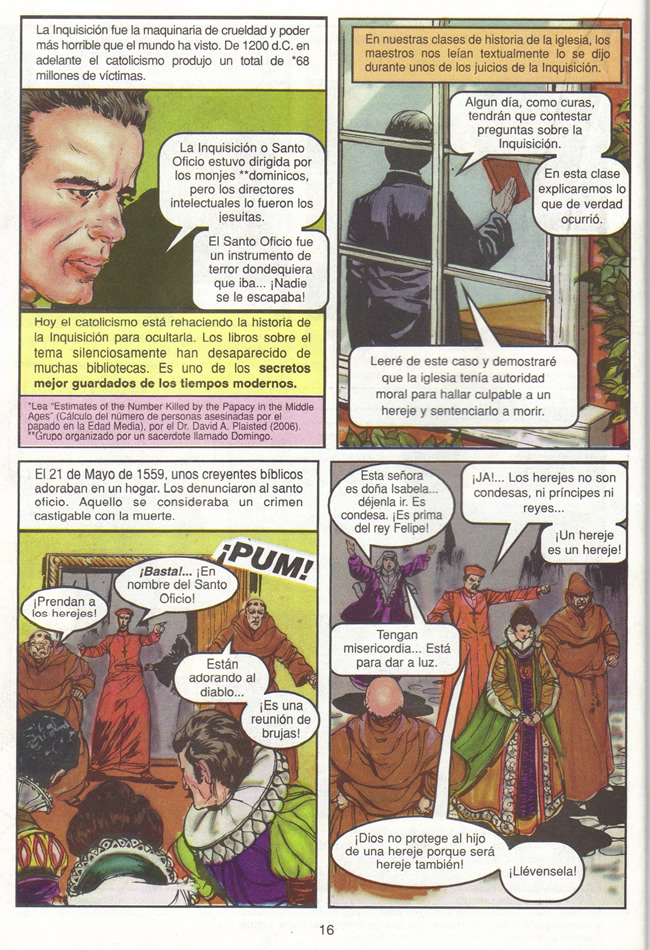 La Inquisición fue la maquinaria de crueldad y poder
más horrible que el mundo ha visto. De 1200 d.C. en
adelante el catolicismo produjo un total de *68
millones de víctimas.
La Inquisición o Santo
Oficio estuvo dirigida por
los monjes **dominicos,
pero los directores
intelectuales lo fueron los
jesuitas.
El Santo Oficio fue
un instrumento de
terror dondequiera
que iba... ¡Nadie
se le escapaba!
Hoy el catolicismo está rehaciendo la historia de
la Inquisición para ocultarla. Los libros sobre el
tema silenciosamente han desaparecido de
muchas bibliotecas. Es uno de los secretos
mejor guardados de los tiempos modernos.
*Lea "Estimates of the Number Killed by the Papacy in the Middle
Ages" (Cálculo del número de personas asesinadas por el
papado en la Edad Media), por el Dr. David A. Plaisted (2006).
**Grupo organizado por un sacerdote llamado Domingo.
En nuestras clases de historia de la iglesia, los
maestros nos leían textualmente lo se dijo
durante unos de los juicios de la Inquisición.
Algun día, como curas,
tendrán que contestar
preguntas sobre la
Inquisición.
En esta clase
explicaremos lo
que de verdad
ocurrió.
Leeré de este caso y demostraré
que la iglesia tenía autoridad
moral para hallar culpable a un
hereje y sentenciarlo a morir.
El 21 de Mayo de 1559, unos creyentes bíblicos
adoraban en un hogar. Los denunciaron al santo
oficio. Aquello se consideraba un crimen
castigable con la muerte.
¡PUM!
¡Basta!... ¡En
nombre del Santo
Oficio!
¡Prendan a
los herejes!
Están
adorando al
diablo...
¡Es una
reunión de
brujas!
Esta señora
es doña Isabela...
déjenla ir. Es
condesa. ¡Es prima
del rey Felipe!
¡JA!... Los herejes no son
condesas, ni príncipes ni
reyes...
¡Un hereje
es un hereje!
Tengan
misericordia... Está
para dar a luz.
¡Dios no protege al hijo
de una hereje porque será
hereje también!
¡Llévensela!
16